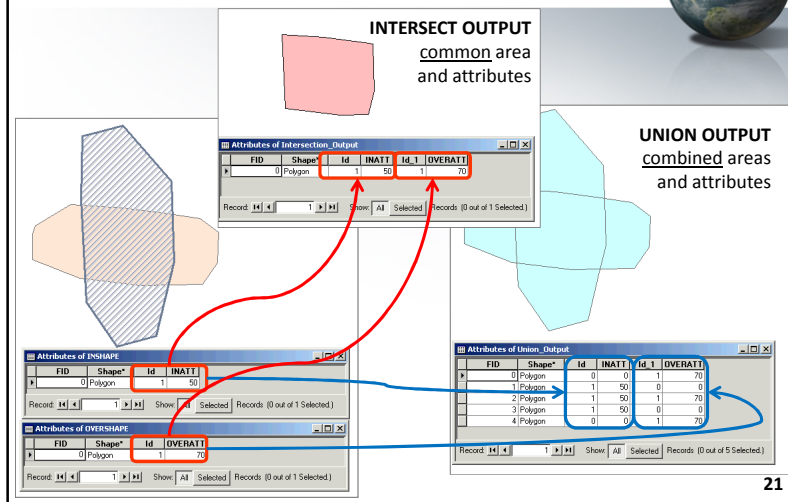 INTERSECT OUTPUT
common area
and attributes
Attributes of Intersection_Output
FID Shape* Id INATT Id_1 OVERATT
0 Polygon 1 50 1 70
Record: 1 Show: All Selected Records (0 out of 1 Selected.)
UNION OUTPUT
combined areas
and attributes
Attributes of INSHAPE
FID Shape* Id INATT
0 Polygon 1 50
Record: 1 Show: All Selected Records (0 out of 1 Selected.)
Attributes of OVERSHAPE
FID Shape* Id OVERATT
0 Polygon 1 70
Record: 1 Show: All Selected Records (0 out of 1 Selected.)
Attributes of Union_Output
FID Shape* Id INATT Id_1 OVERATT
0 Polygon 0 0 1 70
1 Polygon 1 50 0 0
2 Polygon 1 50 1 70
3 Polygon 1 50 0 0
4 Polygon 0 0 1 70
Record: 1 Show: All Selected Records (0 out of 5 Selected.)
21